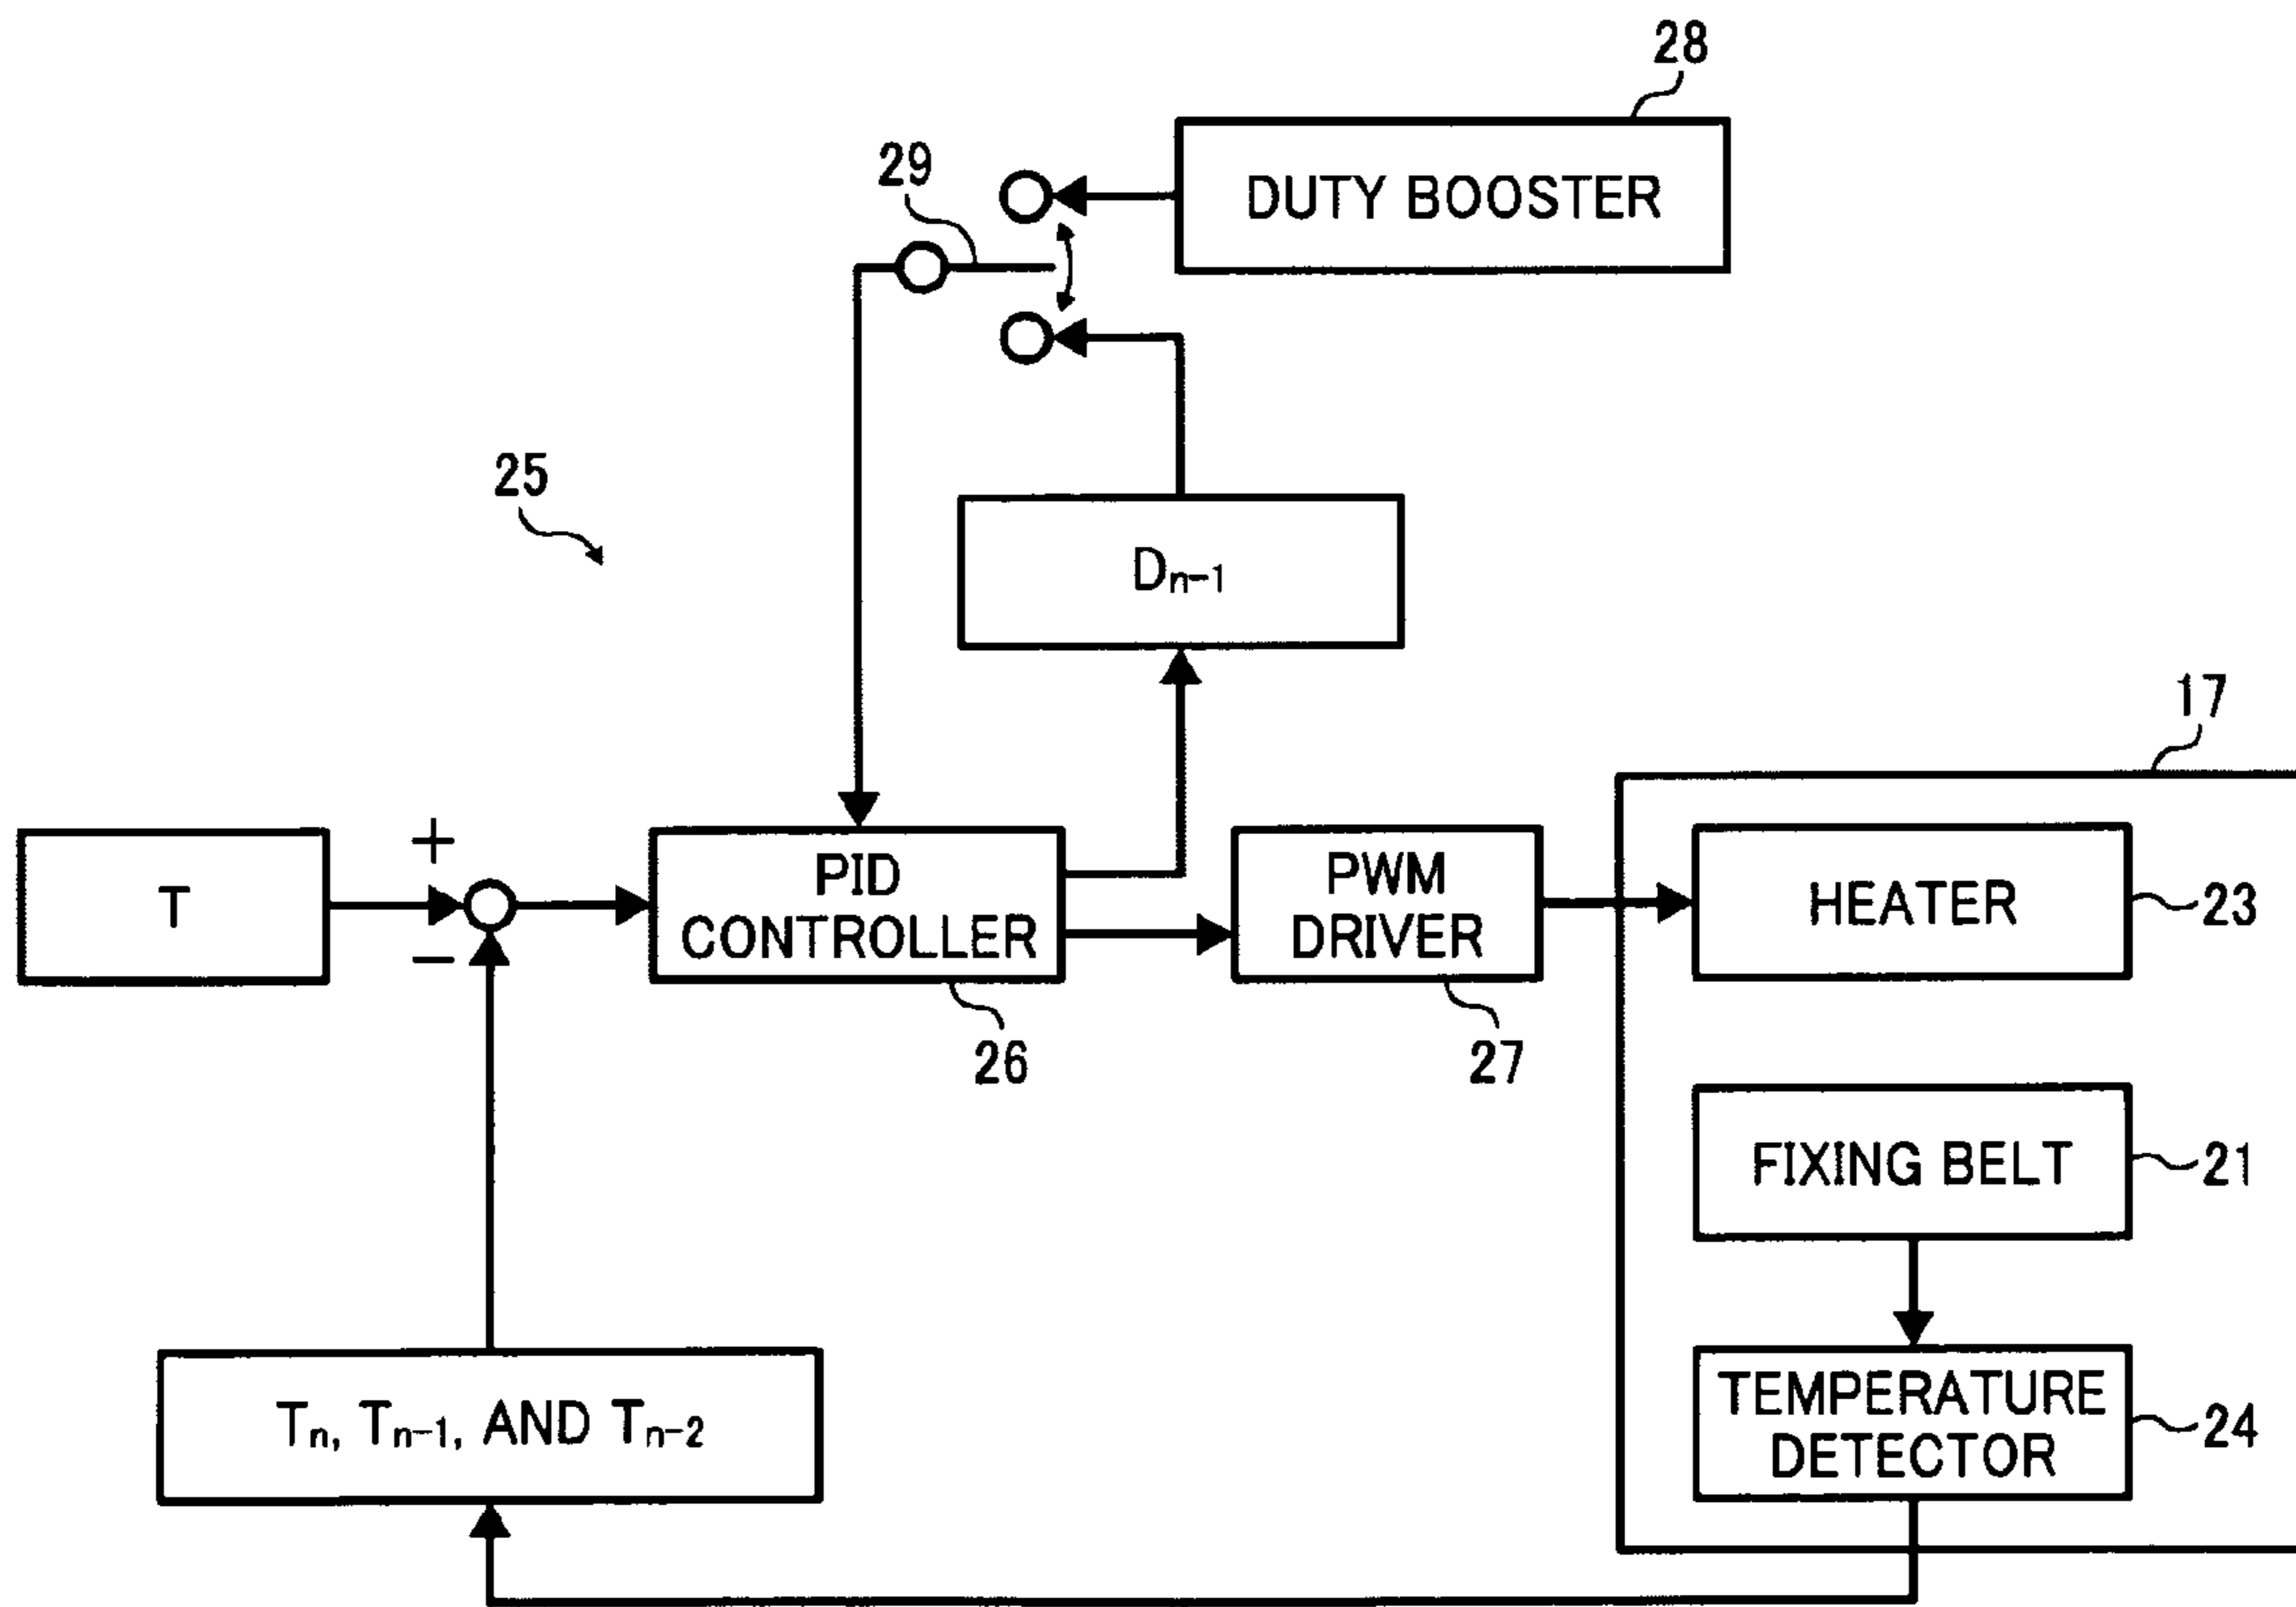 28
DUTY BOOSTER
29
25
Dn-1
17
T
+
−
PID
CONTROLLER
26
PWM
DRIVER
27
HEATER
23
FIXING BELT
21
Tn, Tn-1, AND Tn-2
TEMPERATURE
DETECTOR
24